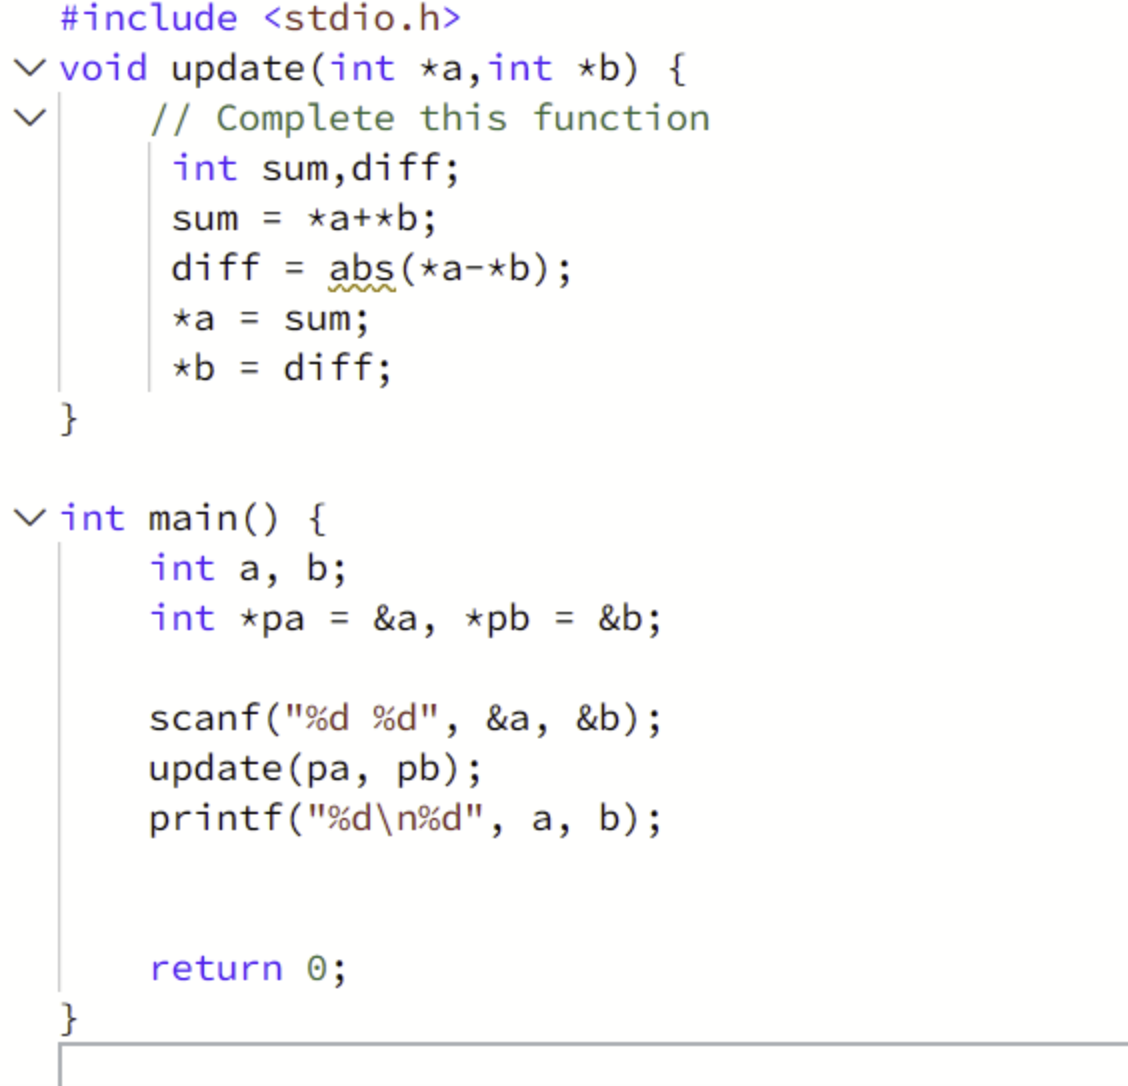 #include <stdio.h>
void update(int *a,int *b) {
    // Complete this function
     int sum,diff;
     sum = *a+*b;
     diff = abs(*a-*b);
     *a = sum;
     *b = diff;
}
int main() {
    int a, b;
    int *pa = &a, *pb = &b;
    scanf("%d %d", &a, &b);
    update(pa, pb);
    printf("%d\n%d", a, b);
    return 0;
}